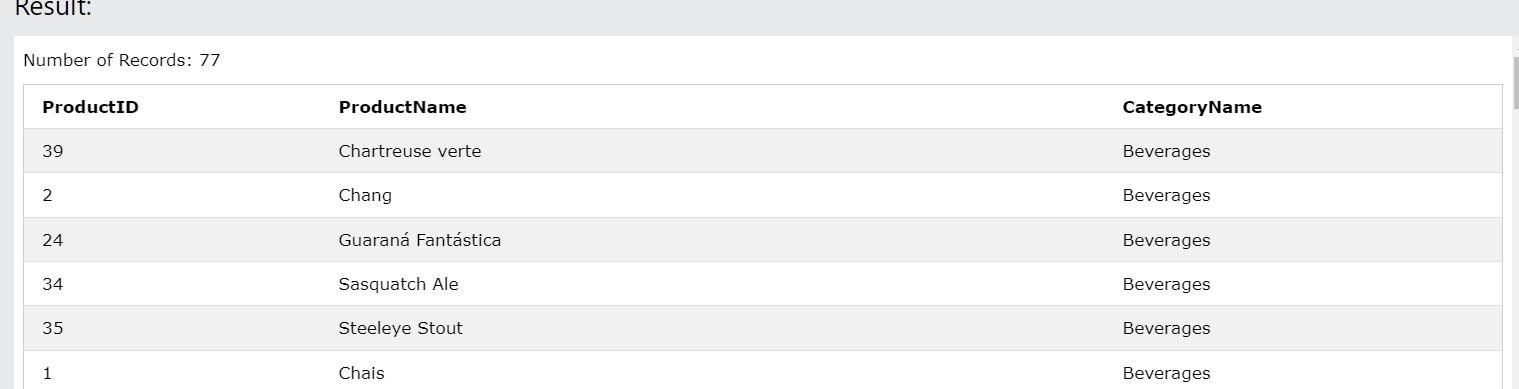 Result:
Number of Records: 77
ProductID ProductName CategoryName
39 Chartreuse verte Beverages
2 Chang Beverages
24 Guaraná Fantástica Beverages
34 Sasquatch Ale Beverages
35 Steeleye Stout Beverages
1 Chais Beverages